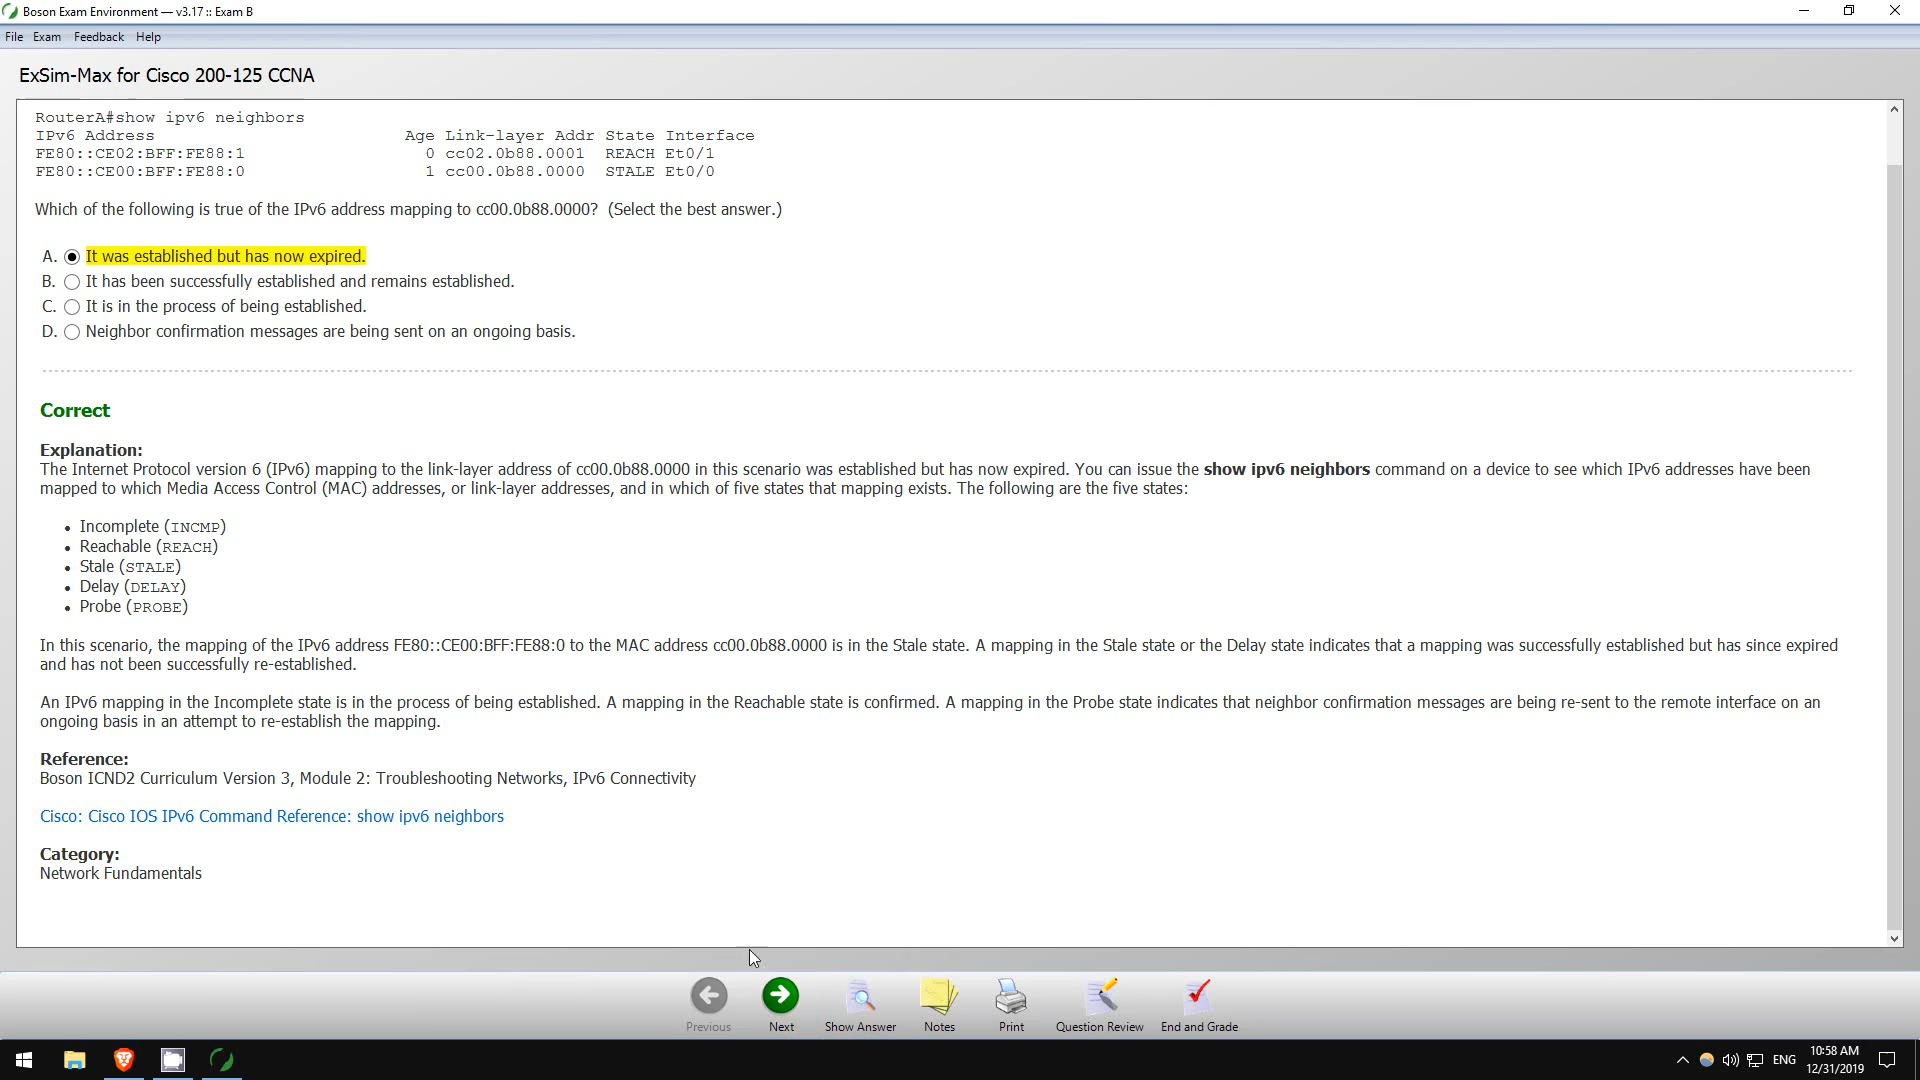 Boson Exam Environment — v3.17 :: Exam B
File Exam Feedback Help
ExSim-Max for Cisco 200-125 CCNA
RouterA#show ipv6 neighbors
IPv6 Address Age Link-layer Addr State Interface
FE80::CE02:BFF:FE88:1 0 cc02.0b88.0001 REACH Et0/1
FE80::CE00:BFF:FE88:0 1 cc00.0b88.0000 STALE Et0/0
Which of the following is true of the IPv6 address mapping to cc00.0b88.0000? (Select the best answer.)
A. It was established but has now expired.
B. It has been successfully established and remains established.
C. It is in the process of being established.
D. Neighbor confirmation messages are being sent on an ongoing basis.
Correct
Explanation:
The Internet Protocol version 6 (IPv6) mapping to the link-layer address of cc00.0b88.0000 in this scenario was established but has now expired. You can issue the show ipv6 neighbors command on a device to see which IPv6 addresses have been
mapped to which Media Access Control (MAC) addresses, or link-layer addresses, and in which of five states that mapping exists. The following are the five states:
• Incomplete (INCMP)
• Reachable (REACH)
• Stale (STALE)
• Delay (DELAY)
• Probe (PROBE)
In this scenario, the mapping of the IPv6 address FE80::CE00:BFF:FE88:0 to the MAC address cc00.0b88.0000 is in the Stale state. A mapping in the Stale state or the Delay state indicates that a mapping was successfully established but has since expired
and has not been successfully re-established.
An IPv6 mapping in the Incomplete state is in the process of being established. A mapping in the Reachable state is confirmed. A mapping in the Probe state indicates that neighbor confirmation messages are being re-sent to the remote interface on an
ongoing basis in an attempt to re-establish the mapping.
Reference:
Boson ICND2 Curriculum Version 3, Module 2: Troubleshooting Networks, IPv6 Connectivity
Cisco: Cisco IOS IPv6 Command Reference: show ipv6 neighbors
Category:
Network Fundamentals
Previous Next Show Answer Notes Print Question Review End and Grade
ENG 10:58 AM
12/31/2019